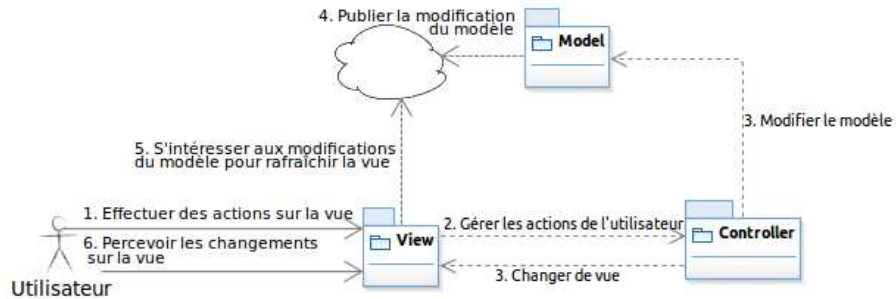 4. Publier la modification
du modèle
Model
3. Modifier le modèle
5. S'intéresser aux modifications
du modèle pour rafraîchir la vue
1. Effectuer des actions sur la vue
2. Gérer les actions de l'utilisateur
View
Controller
6. Percevoir les changements
sur la vue
3. Changer de vue
Utilisateur